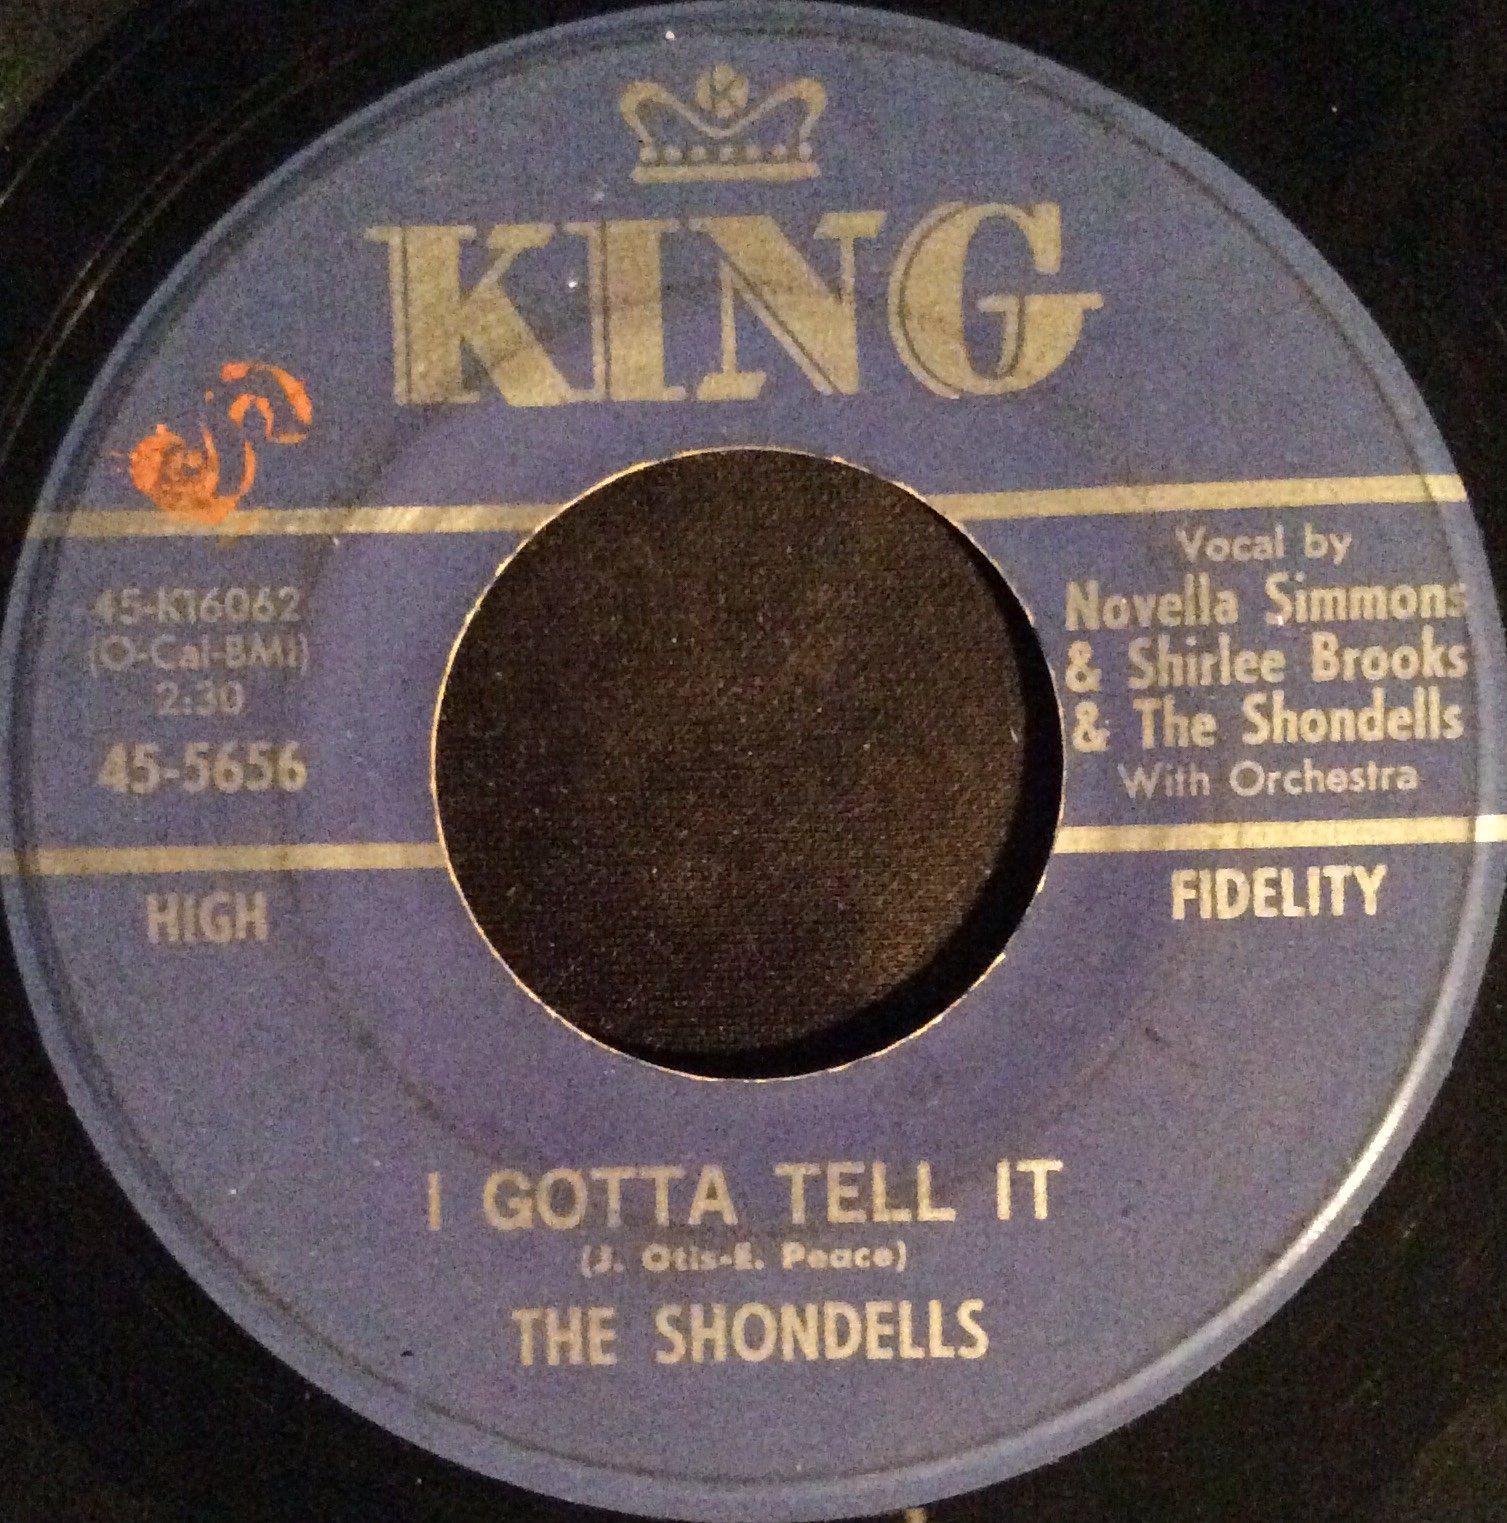 K
KING
45-K16062
(O-Cal-BMI)
2:30
45-5656
Vocal by
Novella Simmons
& Shirlee Brooks
& The Shondells
With Orchestra
HIGH FIDELITY
I GOTTA TELL IT
(J. Otis-E. Peace)
THE SHONDELLS